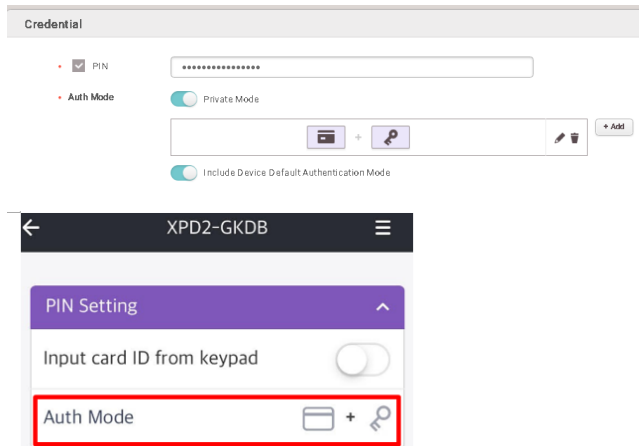 Credential
PIN
••••••••••••••••
Auth Mode
Private Mode
+
+ Add
Include Device Default Authentication Mode
XPD2-GKDB
PIN Setting
Input card ID from keypad
Auth Mode
+